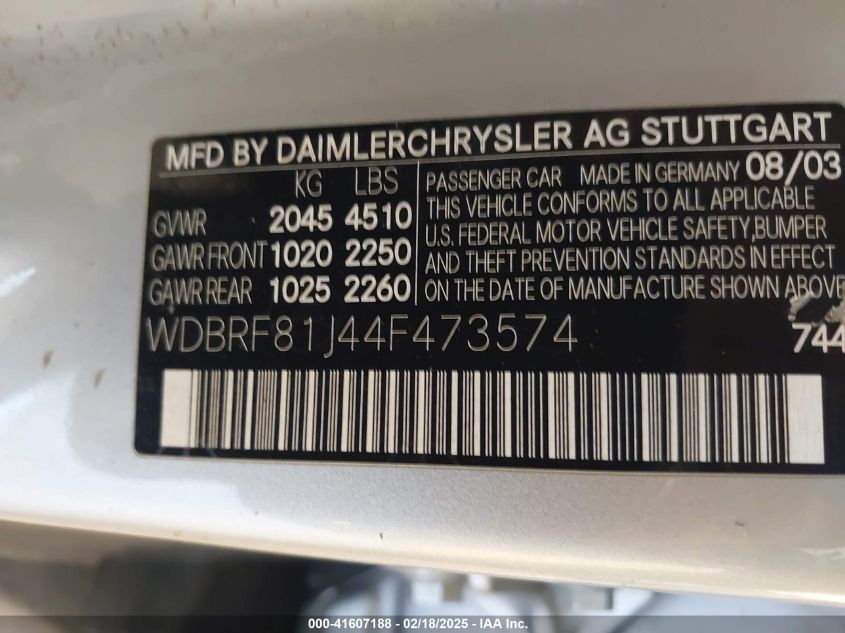 MFD BY DAIMLERCHRYSLER AG STUTTGART
KG LBS
GVWR 2045 4510
GAWR FRONT 1020 2250
GAWR REAR 1025 2260
PASSENGER CAR MADE IN GERMANY 08/03
THIS VEHICLE CONFORMS TO ALL APPLICABLE
U.S. FEDERAL MOTOR VEHICLE SAFETY,BUMPER
AND THEFT PREVENTION STANDARDS IN EFFECT
ON THE DATE OF MANUFACTURE SHOWN ABOVE
WDBRF81J44F473574
744
000-41607188 - 02/18/2025 - IAA Inc.